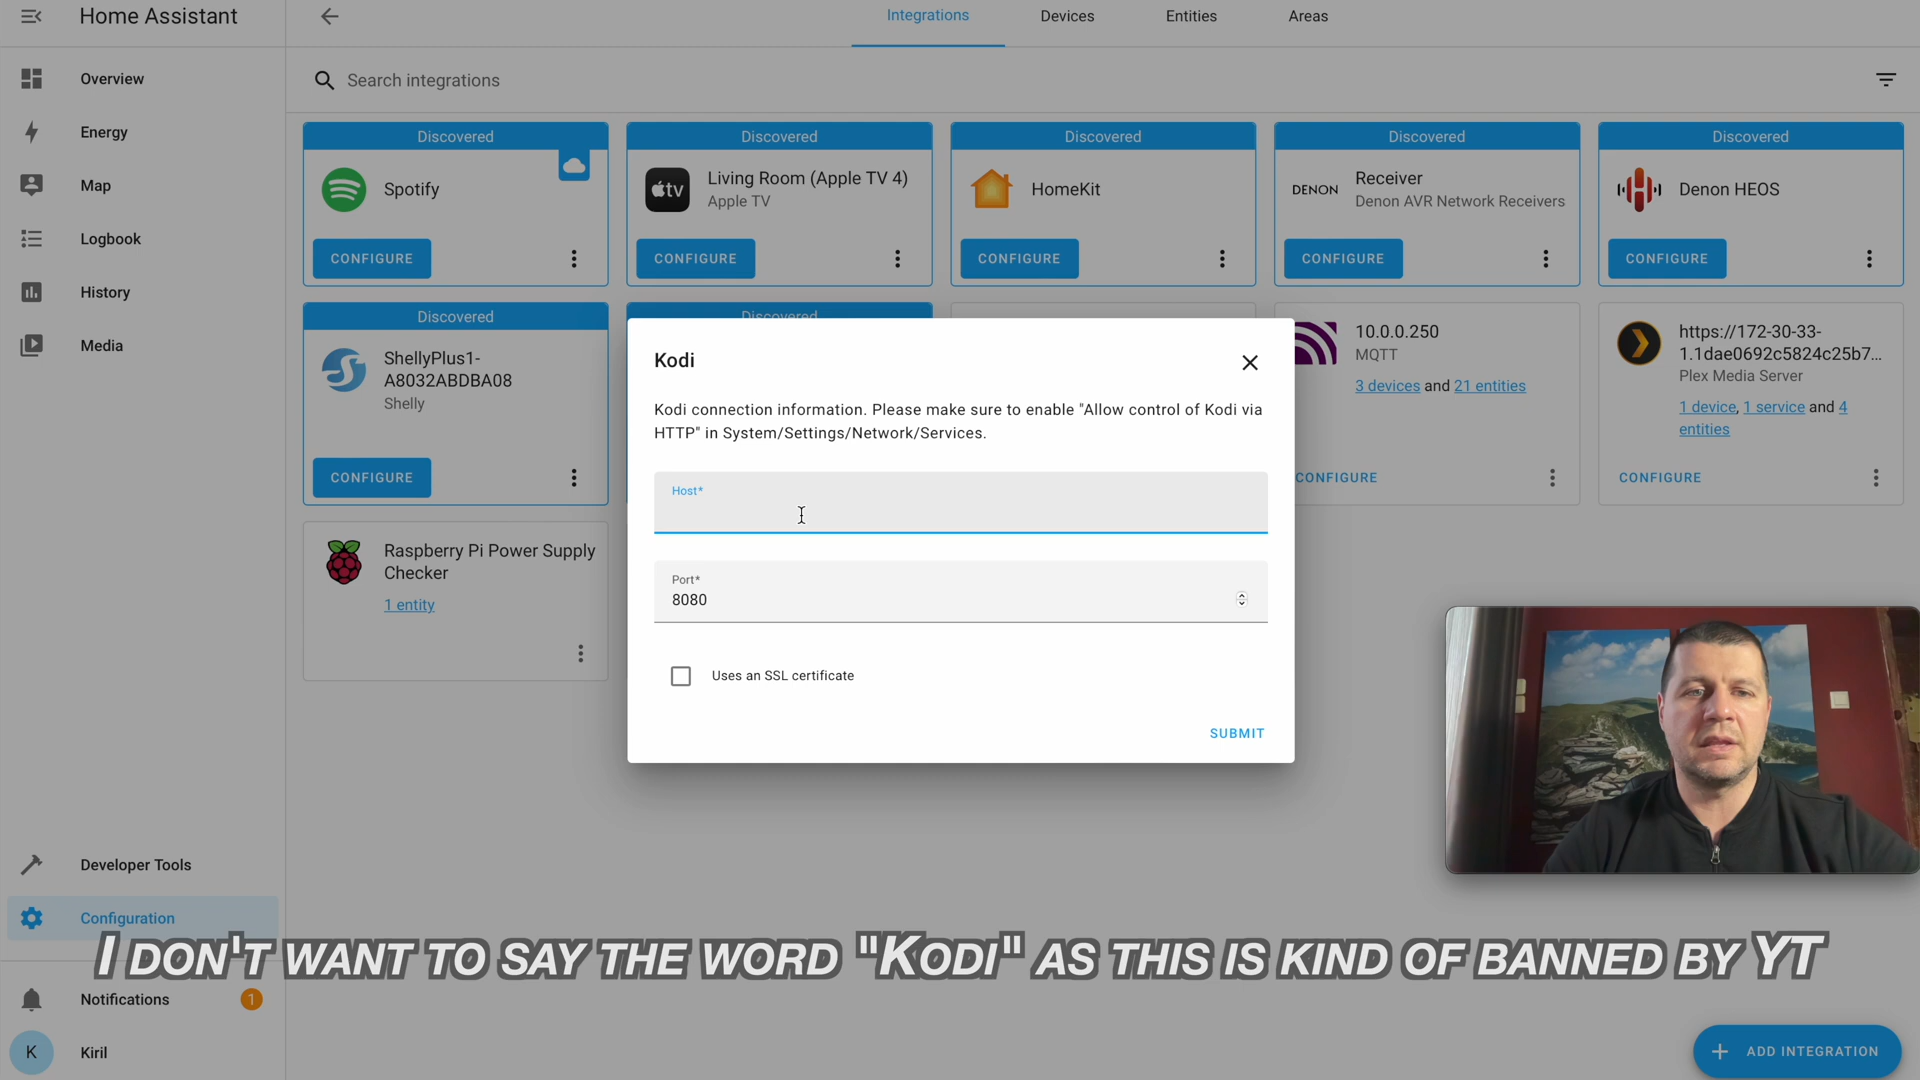 Home Assistant
Integrations
Devices
Entities
Areas
Overview
Energy
Map
Logbook
History
Media
Developer Tools
Configuration
Notifications
1
K
Kiril
Search integrations
Discovered
Spotify
CONFIGURE
Discovered
tv
Living Room (Apple TV 4)
Apple TV
CONFIGURE
Discovered
HomeKit
CONFIGURE
Discovered
DENON
Receiver
Denon AVR Network Receivers
CONFIGURE
Discovered
Denon HEOS
CONFIGURE
Discovered
ShellyPlus1-
A8032ABDBA08
Shelly
CONFIGURE
Discovered
10.0.0.250
MQTT
3 devices and 21 entities
CONFIGURE
https://172-30-33-
1.1dae0692c5824c25b7...
Plex Media Server
1 device, 1 service and 4
entities
CONFIGURE
Raspberry Pi Power Supply
Checker
1 entity
Kodi
Kodi connection information. Please make sure to enable "Allow control of Kodi via
HTTP" in System/Settings/Network/Services.
Host*
Port*
8080
Uses an SSL certificate
SUBMIT
I DON'T WANT TO SAY THE WORD "KODI" AS THIS IS KIND OF BANNED BY YT
ADD INTEGRATION